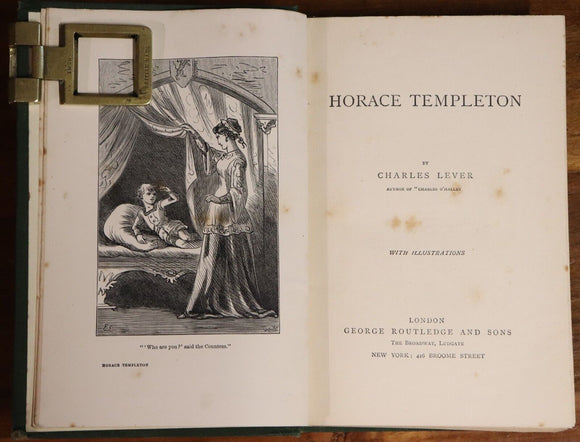 "'Who are you?' said the Countess."
HORACE TEMPLETON
HORACE TEMPLETON
BY
CHARLES LEVER
AUTHOR OF "CHARLES O'MALLEY
WITH ILLUSTRATIONS
LONDON
GEORGE ROUTLEDGE AND SONS
THE BROADWAY, LUDGATE
NEW YORK: 416 BROOME STREET